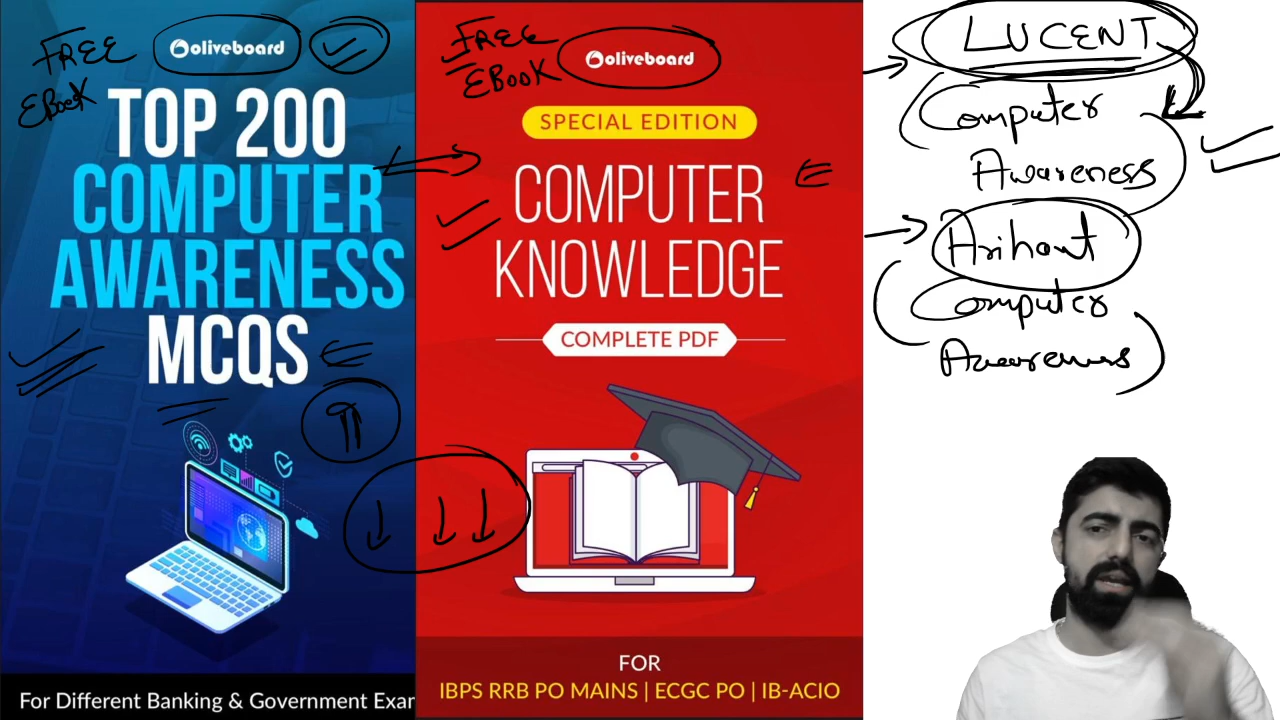 FREE
EBook
oliveboard
TOP 200
COMPUTER
AWARENESS
MCQS
For Different Banking & Government Exar
FREE
EBook
oliveboard
SPECIAL EDITION
COMPUTER
KNOWLEDGE
COMPLETE PDF
FOR
IBPS RRB PO MAINS | ECGC PO | IB-ACIO
LUCENT
Computer
Awareness
Arihant
Computer
Awareness